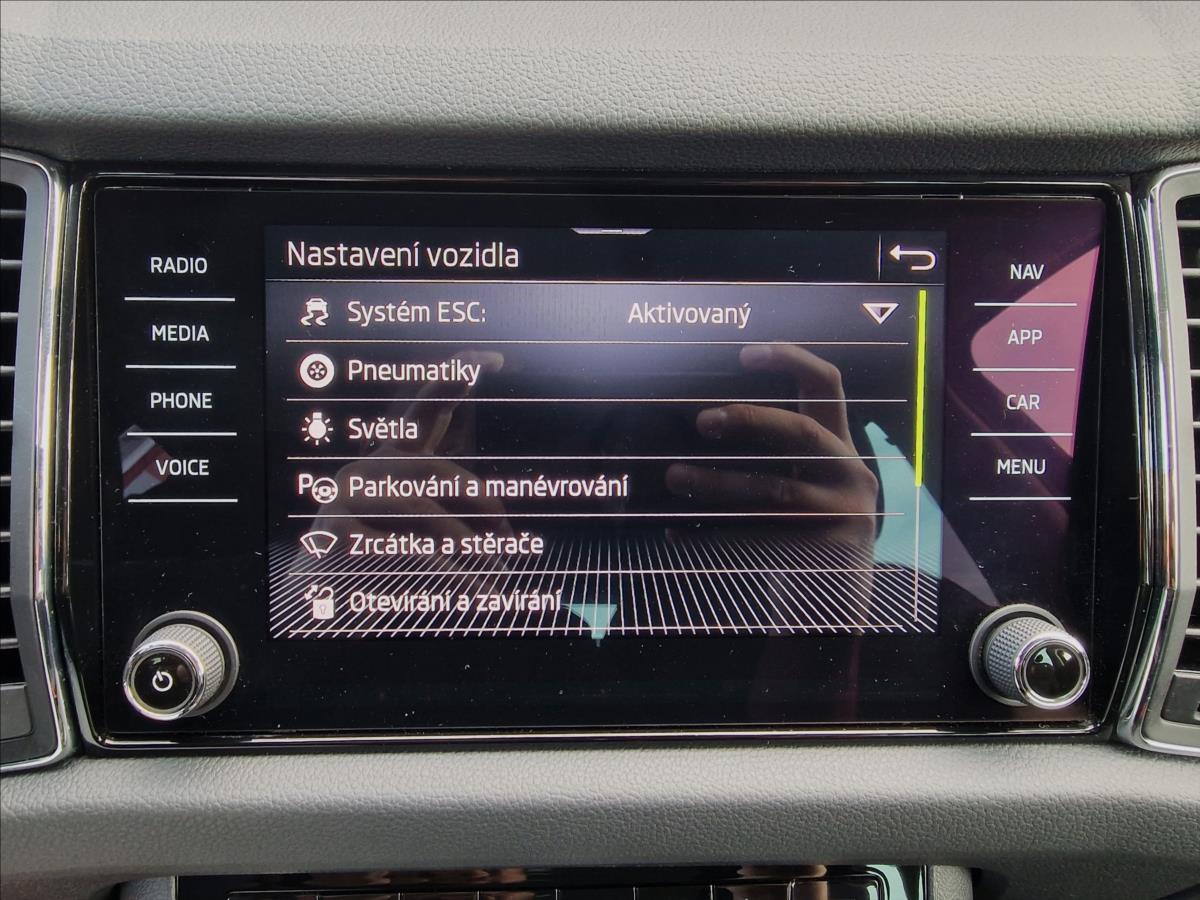 Nastavení vozidla
RADIO
MEDIA
PHONE
VOICE
Systém ESC: Aktivovaný
Pneumatiky
Světla
Parkování a manévrování
Zrcátka a stěrače
Otevírání a zavírání
NAV
APP
CAR
MENU